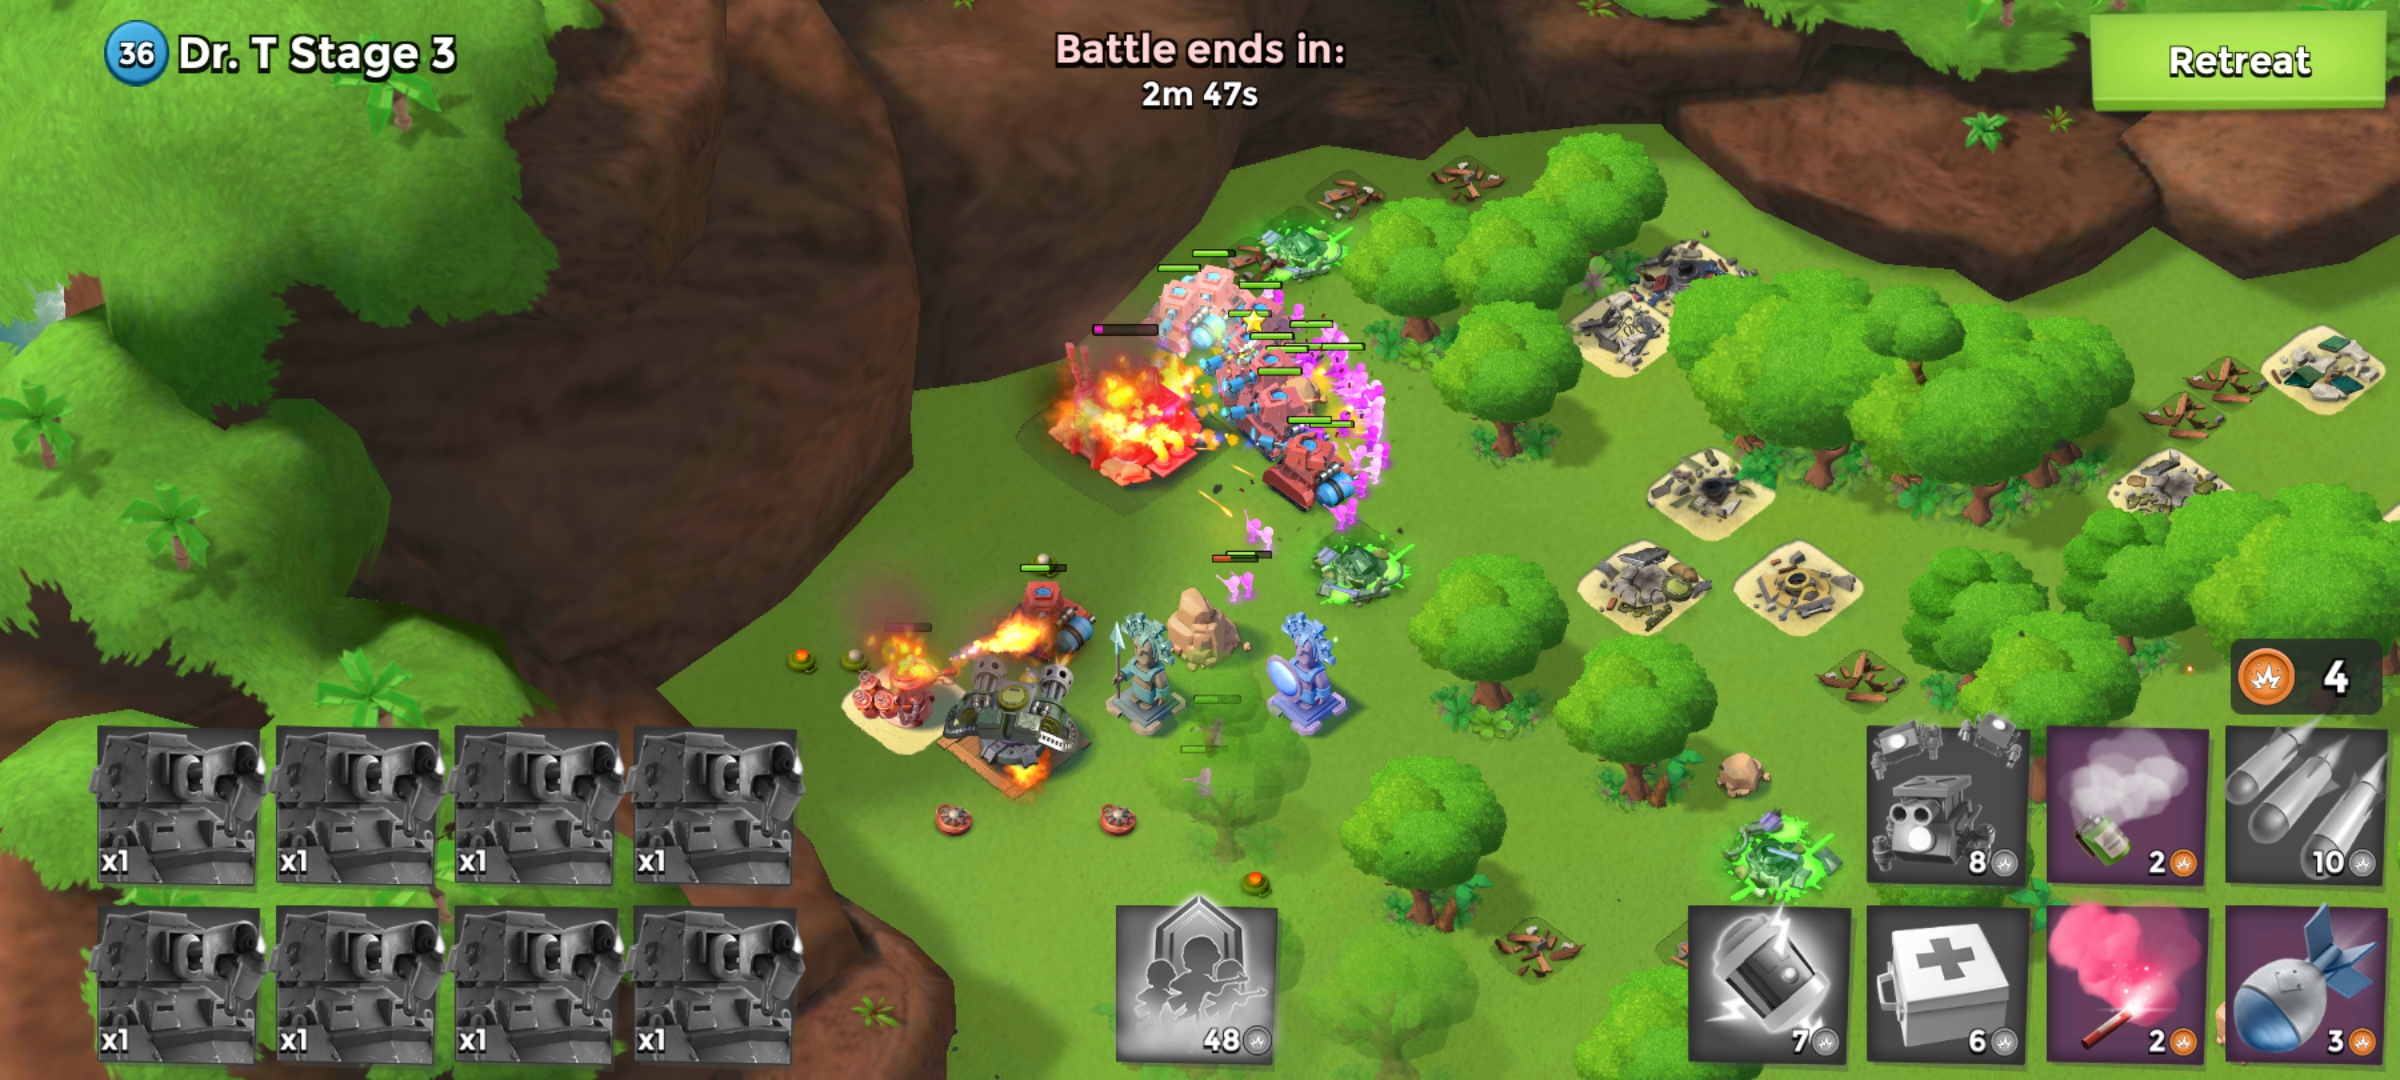 36 Dr. T Stage 3
Battle ends in:
2m 47s
Retreat
4
x1 x1 x1 x1
8 2 10
x1 x1 x1 x1
48
7 6 2 3